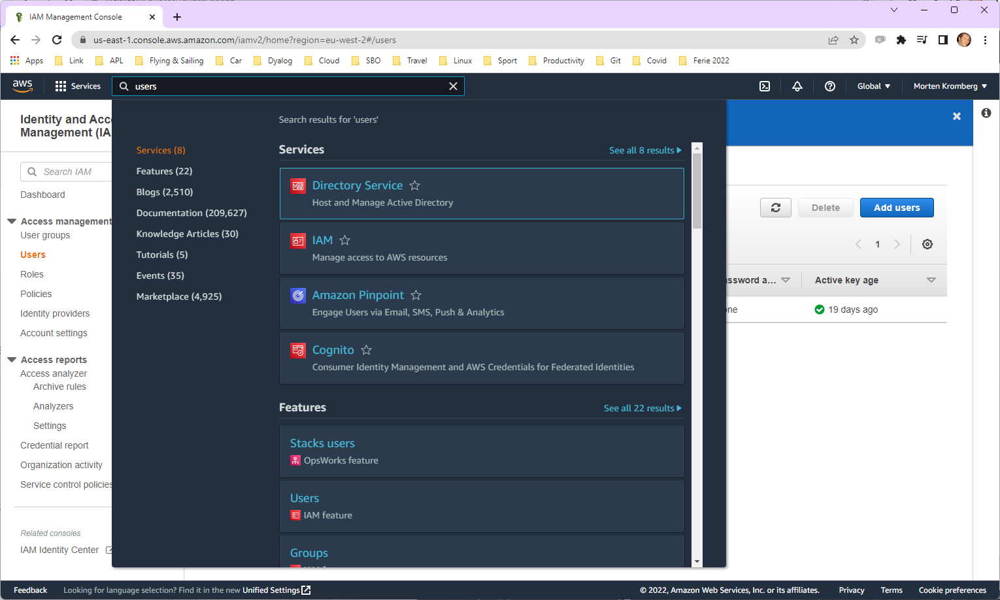 IAM Management Console
us-east-1.console.aws.amazon.com/iamv2/home?region=eu-west-2#/users
Apps Link APL Flying & Sailing Car Dyalog Cloud SBO Travel Linux Sport Productivity Git Covid Ferie 2022
aws Services users Global Morten Kromberg
Identity and Acc
Management (IA
Search IAM
Dashboard
Access management
User groups
Users
Roles
Policies
Identity providers
Account settings
Access reports
Access analyzer
Archive rules
Analyzers
Settings
Credential report
Organization activity
Service control policies
Related consoles
IAM Identity Center
Search results for 'users'
Services (8)
Features (22)
Blogs (2,510)
Documentation (209,627)
Knowledge Articles (30)
Tutorials (5)
Events (35)
Marketplace (4,925)
Services See all 8 results
Directory Service
Host and Manage Active Directory
IAM
Manage access to AWS resources
Amazon Pinpoint
Engage Users via Email, SMS, Push & Analytics
Cognito
Consumer Identity Management and AWS Credentials for Federated Identities
Features See all 22 results
Stacks users
OpsWorks feature
Users
IAM feature
Groups
Delete Add users
1
ssword a... Active key age
one 19 days ago
Feedback Looking for language selection? Find it in the new Unified Settings © 2022, Amazon Web Services, Inc. or its affiliates. Privacy Terms Cookie preferences